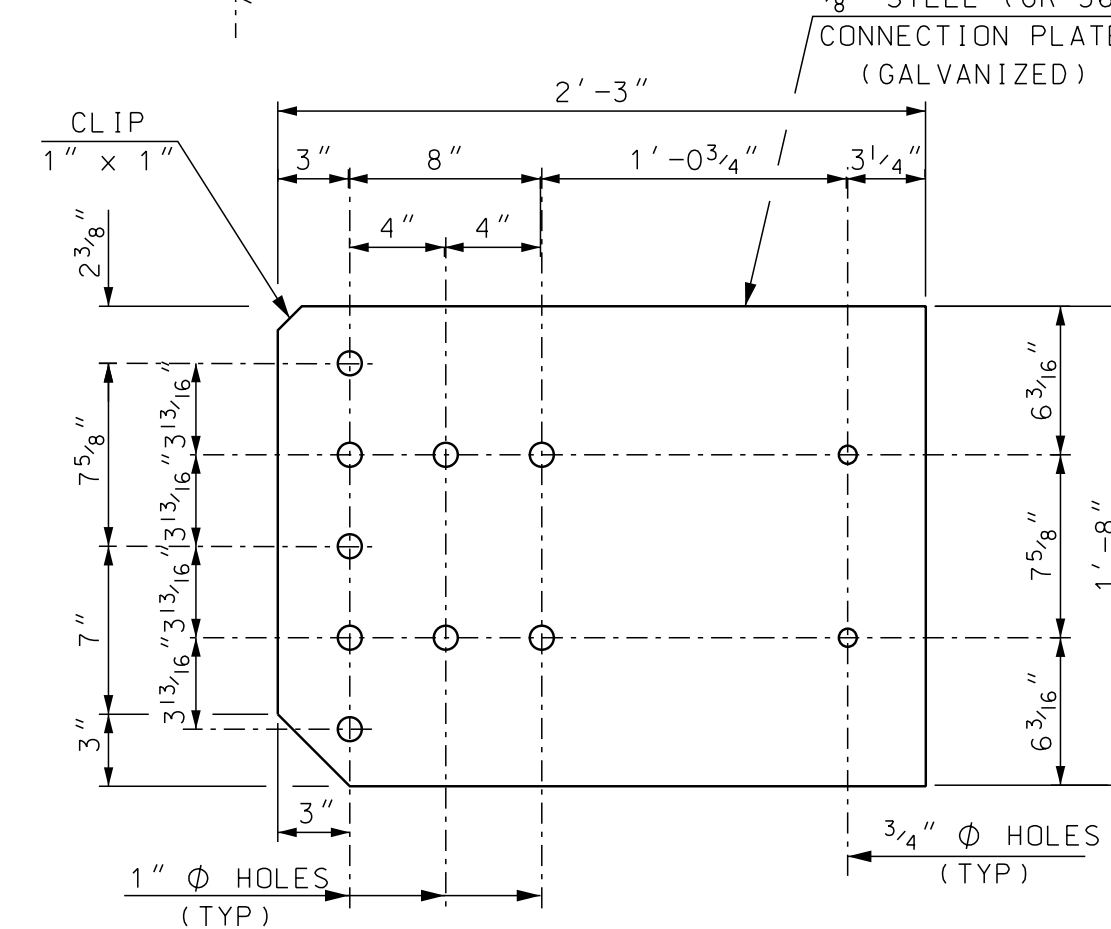 STEEL (OR
CONNECTION PLATE
(GALVANIZED)
2'-3"
CLIP
1" x 1"
3"
8"
1'-0 3/4"
3 1/4"
4"
4"
2 3/8"
7 5/8"
7"
3"
3 13/16"
3 13/16"
3 13/16"
3 13/16"
6 3/16"
7 5/8"
6 3/16"
1'-8"
3"
3/4" Ø HOLES
(TYP)
1" Ø HOLES
(TYP)